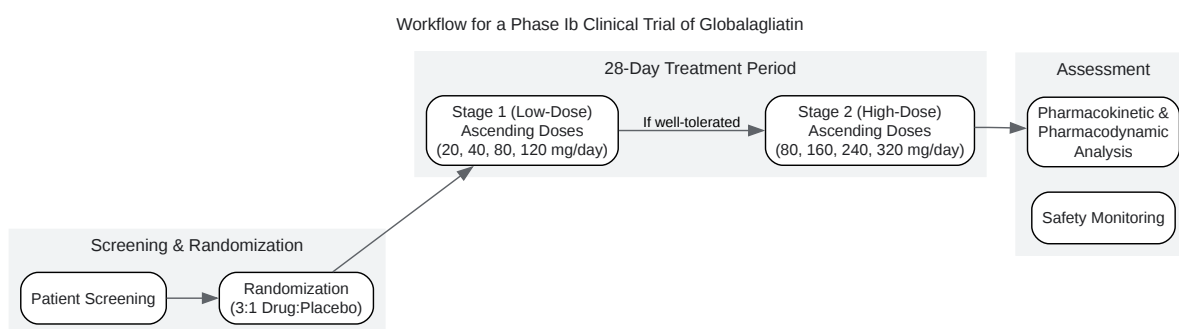 Workflow for a Phase Ib Clinical Trial of Globalagliatin
Screening & Randomization
Patient Screening
Randomization
(3:1 Drug:Placebo)
28-Day Treatment Period
Stage 1 (Low-Dose)
Ascending Doses
(20, 40, 80, 120 mg/day)
If well-tolerated
Stage 2 (High-Dose)
Ascending Doses
(80, 160, 240, 320 mg/day)
Assessment
Pharmacokinetic &
Pharmacodynamic
Analysis
Safety Monitoring